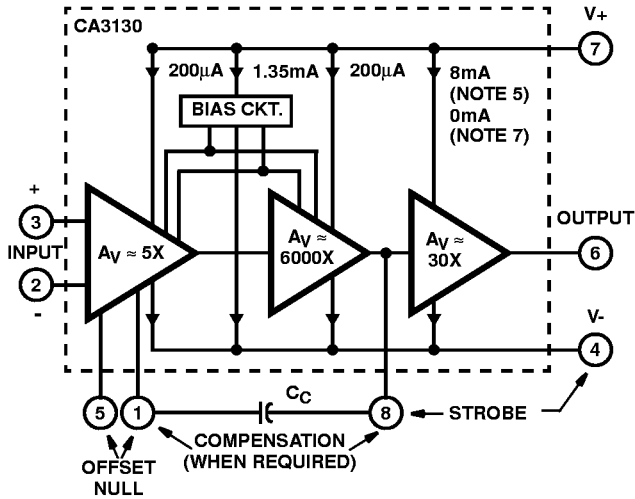 CA3130
V+
7
200µA
1.35mA
200µA
8mA
(NOTE 5)
0mA
(NOTE 7)
BIAS CKT.
+
3
INPUT
2
-
AV ≈ 5X
AV ≈
6000X
AV ≈
30X
OUTPUT
6
V-
4
5
1
CC
8
STROBE
OFFSET
NULL
COMPENSATION
(WHEN REQUIRED)